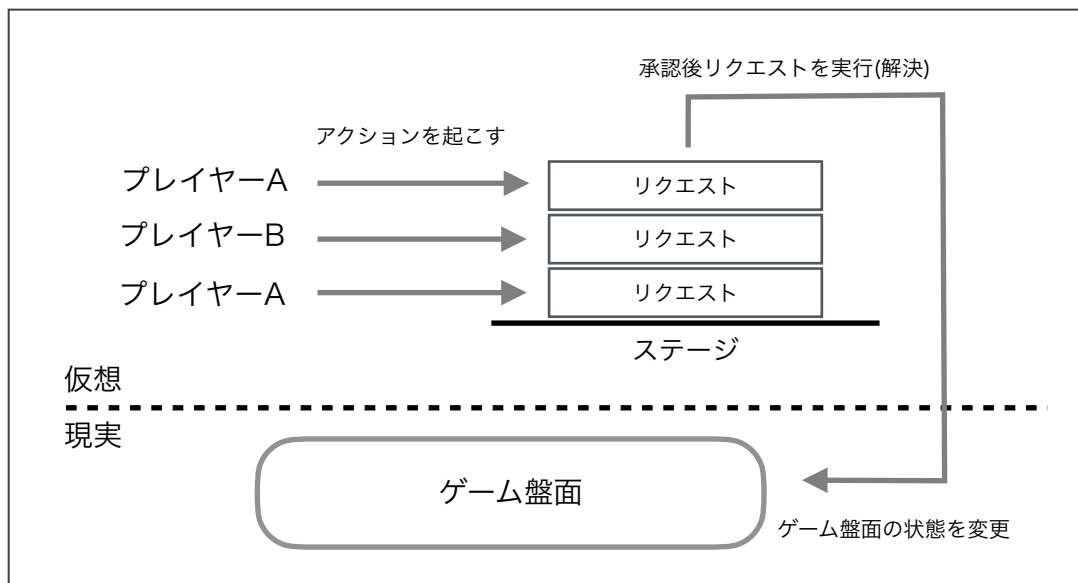 承認後リクエストを実行(解決)
アクションを起こす
プレイヤーA
リクエスト
プレイヤーB
リクエスト
プレイヤーA
リクエスト
ステージ
仮想
現実
ゲーム盤面
ゲーム盤面の状態を変更